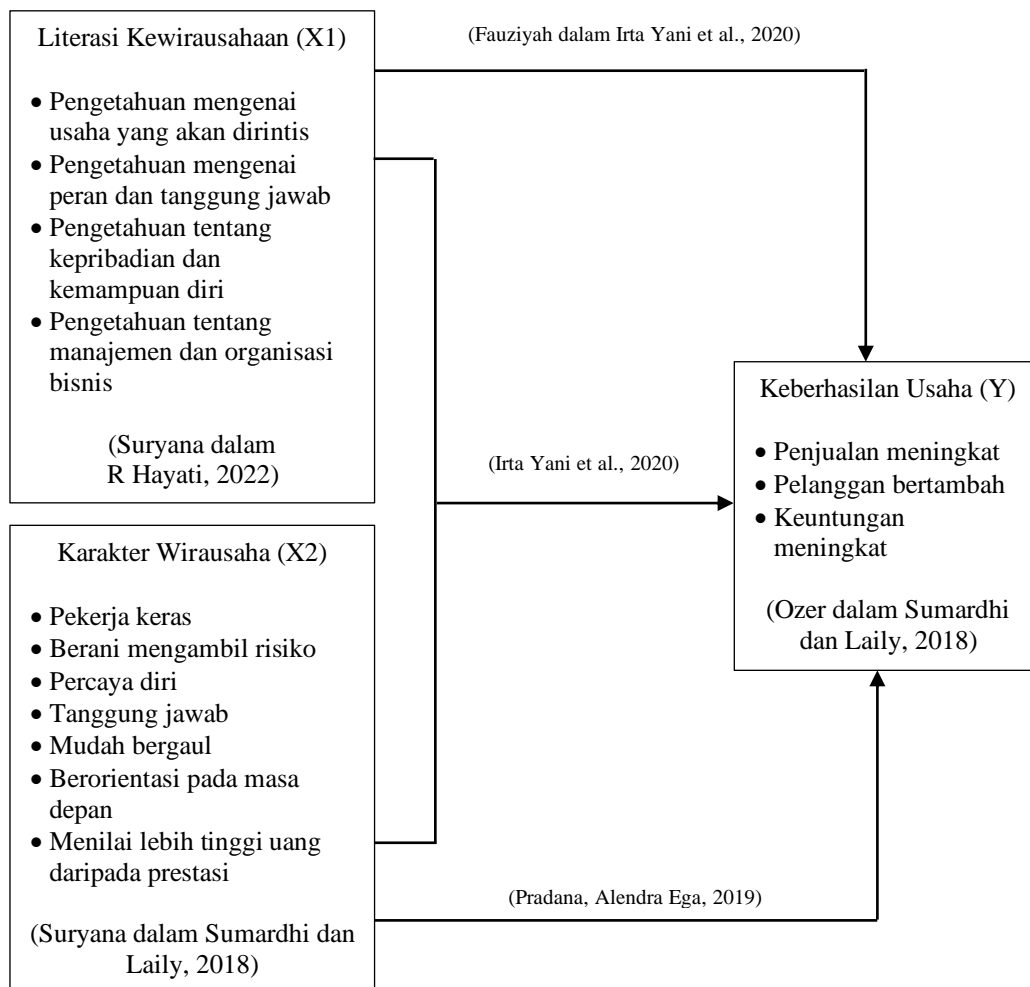 Literasi Kewirausahaan (X1)
• Pengetahuan mengenai
usaha yang akan dirintis
• Pengetahuan mengenai
peran dan tanggung jawab
• Pengetahuan tentang
kepribadian dan
kemampuan diri
• Pengetahuan tentang
manajemen dan organisasi
bisnis
(Suryana dalam
R Hayati, 2022)
(Fauziyah dalam Irta Yani et al., 2020)
Karakter Wirausaha (X2)
• Pekerja keras
• Berani mengambil risiko
• Percaya diri
• Tanggung jawab
• Mudah bergaul
• Berorientasi pada masa
depan
• Menilai lebih tinggi uang
daripada prestasi
(Suryana dalam Sumardhi dan
Laily, 2018)
(Irta Yani et al., 2020)
(Pradana, Alendra Ega, 2019)
Keberhasilan Usaha (Y)
• Penjualan meningkat
• Pelanggan bertambah
• Keuntungan
meningkat
(Ozer dalam Sumardhi
dan Laily, 2018)